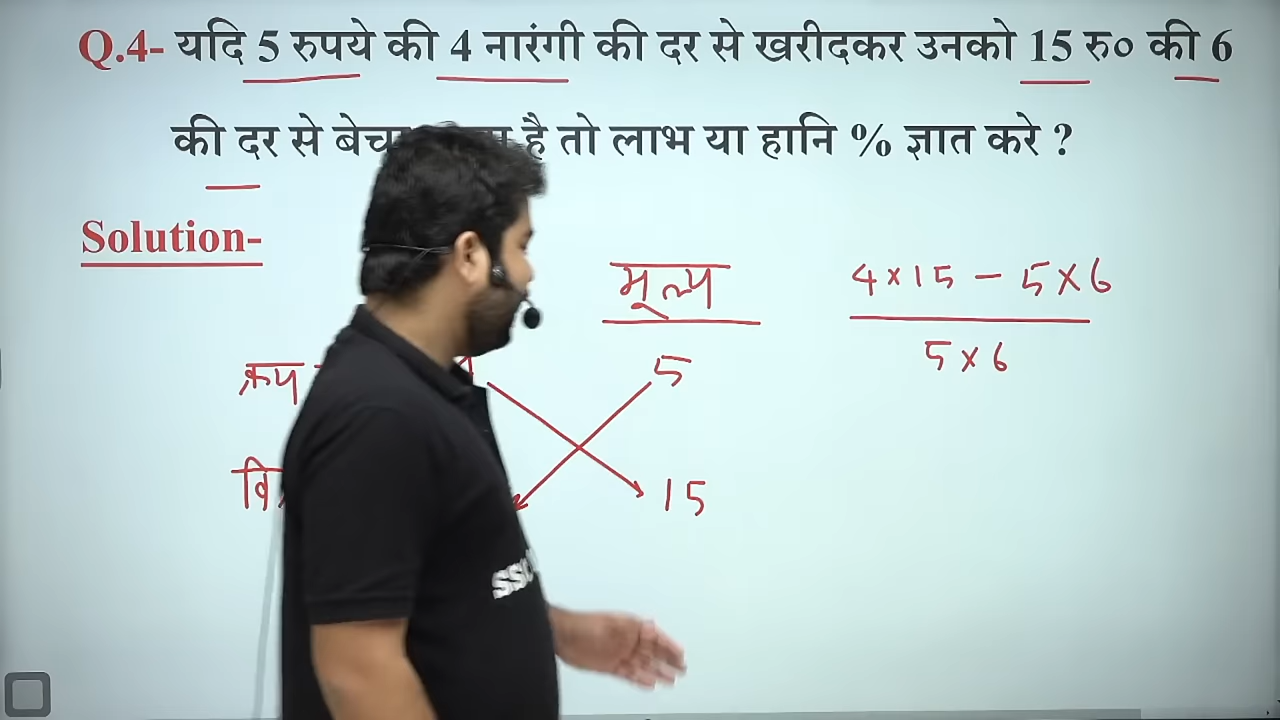 Q.4- यदि 5 रुपये की 4 नारंगी की दर से खरीदकर उनको 15 रु० की 6
की दर से है तो लाभ या हानि % ज्ञात करे ?
Solution-
मूल्य 4×15 - 5×6
5×6
क्रय 5
15